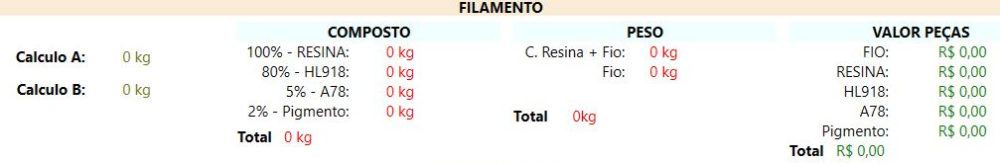 FILAMENTO
COMPOSTO PESO VALOR PEÇAS
Calculo A: 0 kg
Calculo B: 0 kg
100% - RESINA: 0 kg
80% - HL918: 0 kg
5% - A78: 0 kg
2% - Pigmento: 0 kg
Total 0 kg
C. Resina + Fio: 0 kg
Fio: 0 kg
Total 0kg
FIO: R$ 0,00
RESINA: R$ 0,00
HL918: R$ 0,00
A78: R$ 0,00
Pigmento: R$ 0,00
Total R$ 0,00